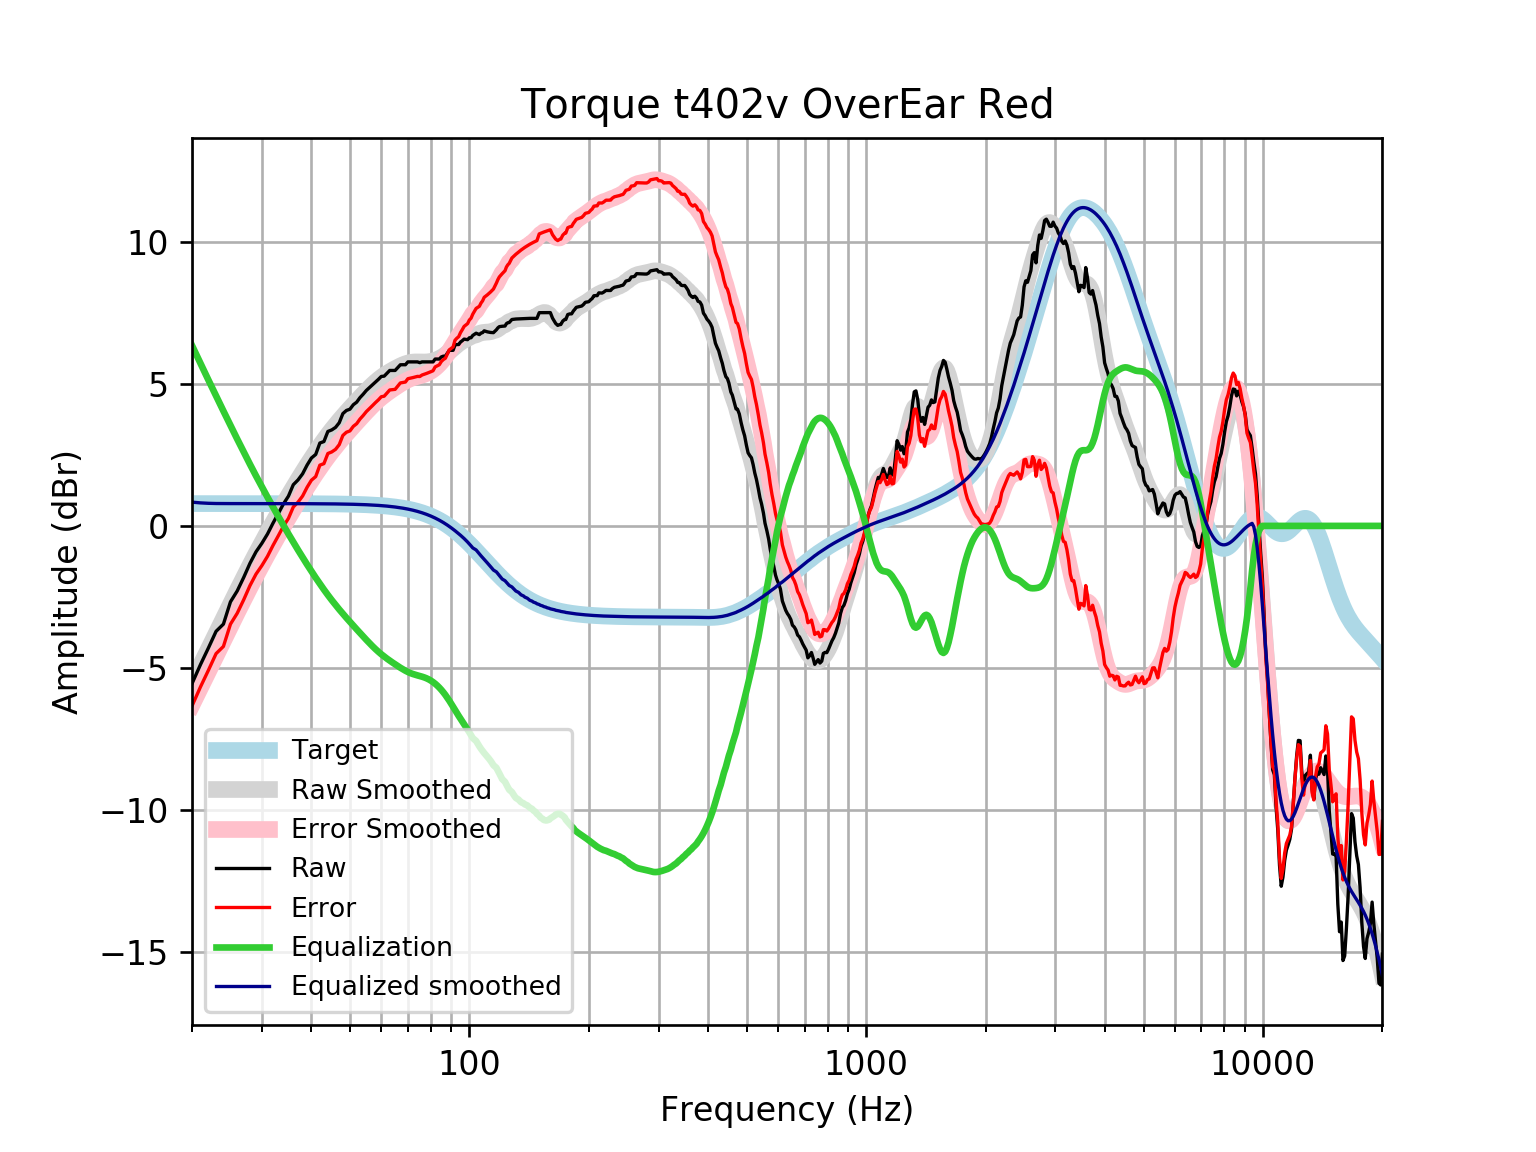 Torque t402v OverEar Red
10
5
0
−5
−10
−15
Amplitude (dBr)
Target
Raw Smoothed
Error Smoothed
Raw
Error
Equalization
Equalized smoothed
100
1000
10000
Frequency (Hz)